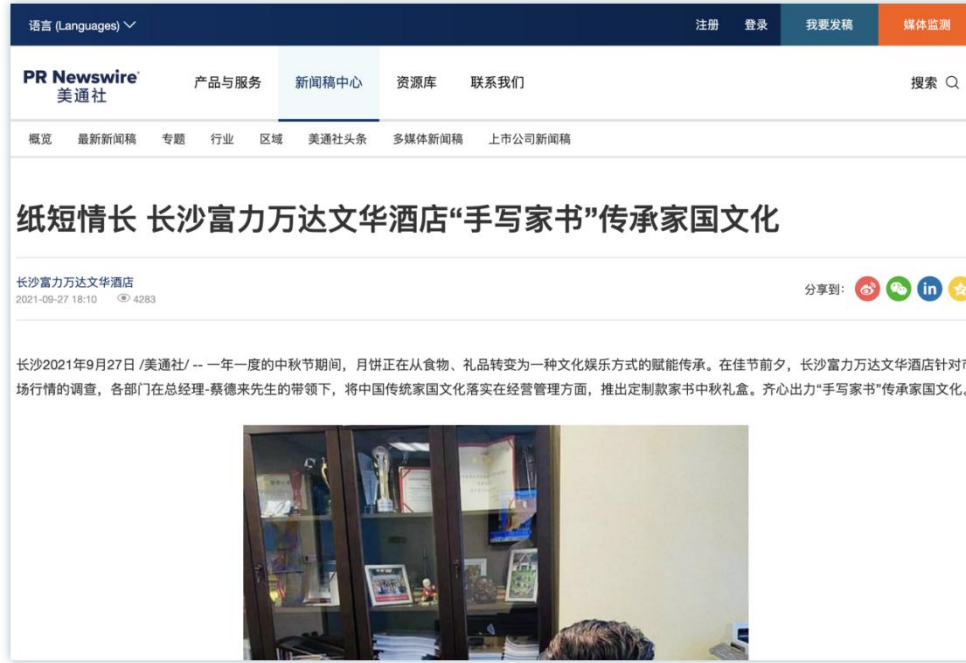 语言 (Languages)
注册 登录 我要发稿 媒体监测
PR Newswire
美通社
产品与服务 新闻稿中心 资源库 联系我们 搜索
概览 最新新闻稿 专题 行业 区域 美通社头条 多媒体新闻稿 上市公司新闻稿
纸短情长 长沙富力万达文华酒店“手写家书”传承家国文化
长沙富力万达文华酒店
2021-09-27 18:10 4283
分享到:
in
长沙2021年9月27日 /美通社/ -- 一年一度的中秋节期间，月饼正在从食物、礼品转变为一种文化娱乐方式的赋能传承。在佳节前夕，长沙富力万达文华酒店针对市
场行情的调查，各部门在总经理-蔡德来先生的带领下，将中国传统家国文化落实在经营管理方面，推出定制款家书中秋礼盒。齐心出力“手写家书”传承家国文化。